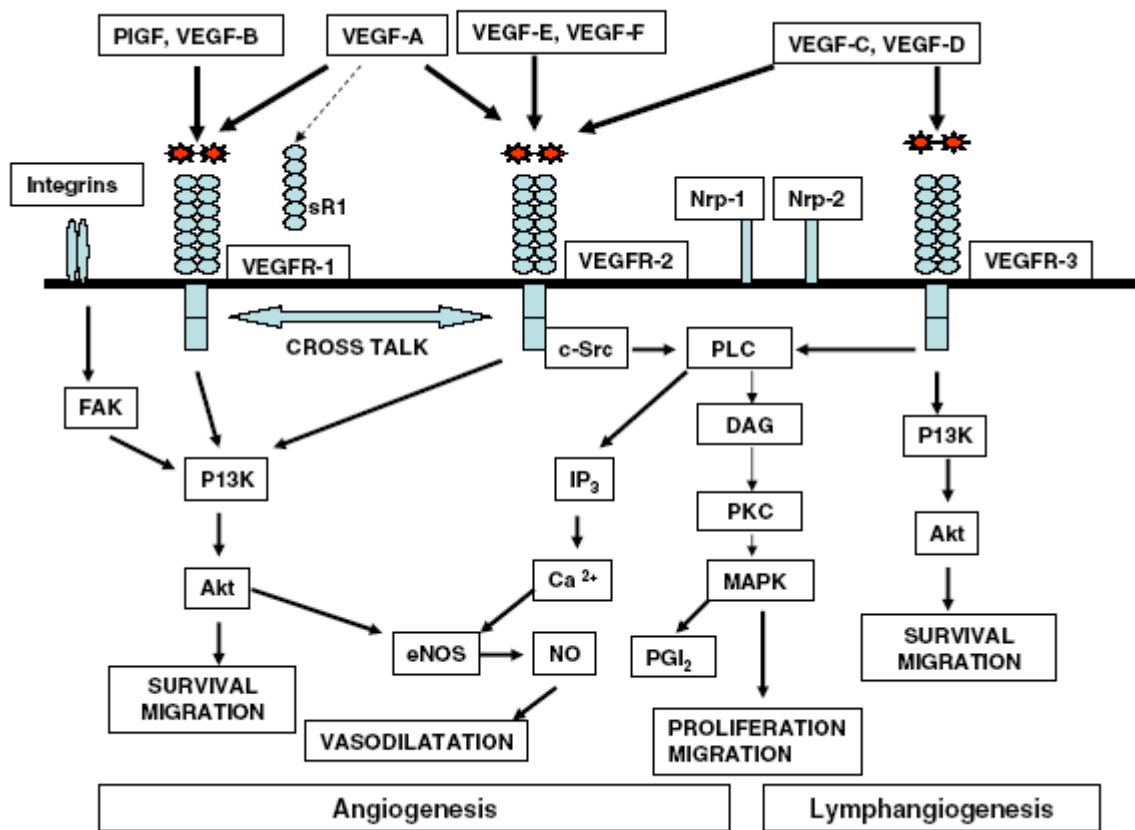 PIGF, VEGF-B
VEGF-A
VEGF-E, VEGF-F
VEGF-C, VEGF-D
Integrins
sR1
Nrp-1
Nrp-2
VEGFR-1
VEGFR-2
VEGFR-3
CROSS TALK
c-Src
PLC
FAK
DAG
P13K
P13K
IP3
PKC
Akt
Akt
Ca 2+
MAPK
eNOS
NO
PGI2
SURVIVAL
MIGRATION
SURVIVAL
MIGRATION
VASODILATATION
PROLIFERATION
MIGRATION
Angiogenesis
Lymphangiogenesis